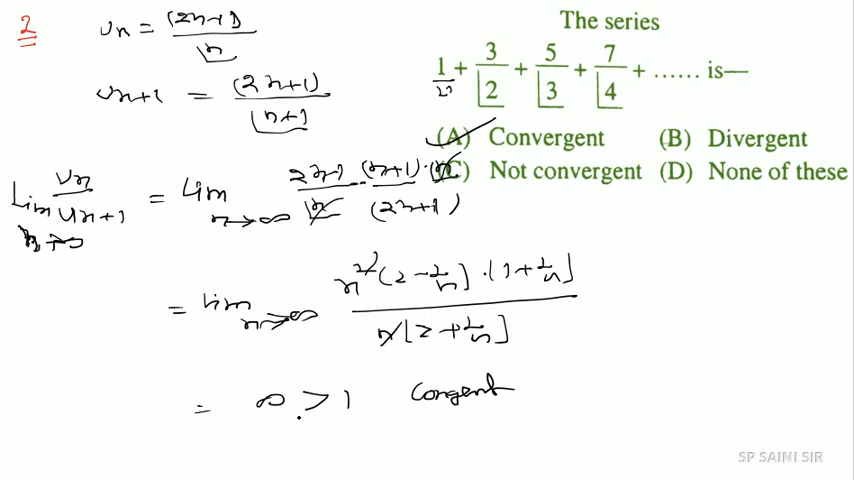 2
The series
1/1 + 3/2 + 5/3 + 7/4 + ...... is—
(A) Convergent (B) Divergent
(C) Not convergent (D) None of these
Un = (2n-1) / n
Un+1 = (2n+1) / n+1
Lim n→∞ Un / Un+1 = Lim n→∞ 2n-1 / n · (n+1) · n / (2n+1)
= lim n→∞ n² (2 - 1/n) · [1 + 1/n] / n [2 + 1/n]
= ∞ > 1
SP SAINI SIR